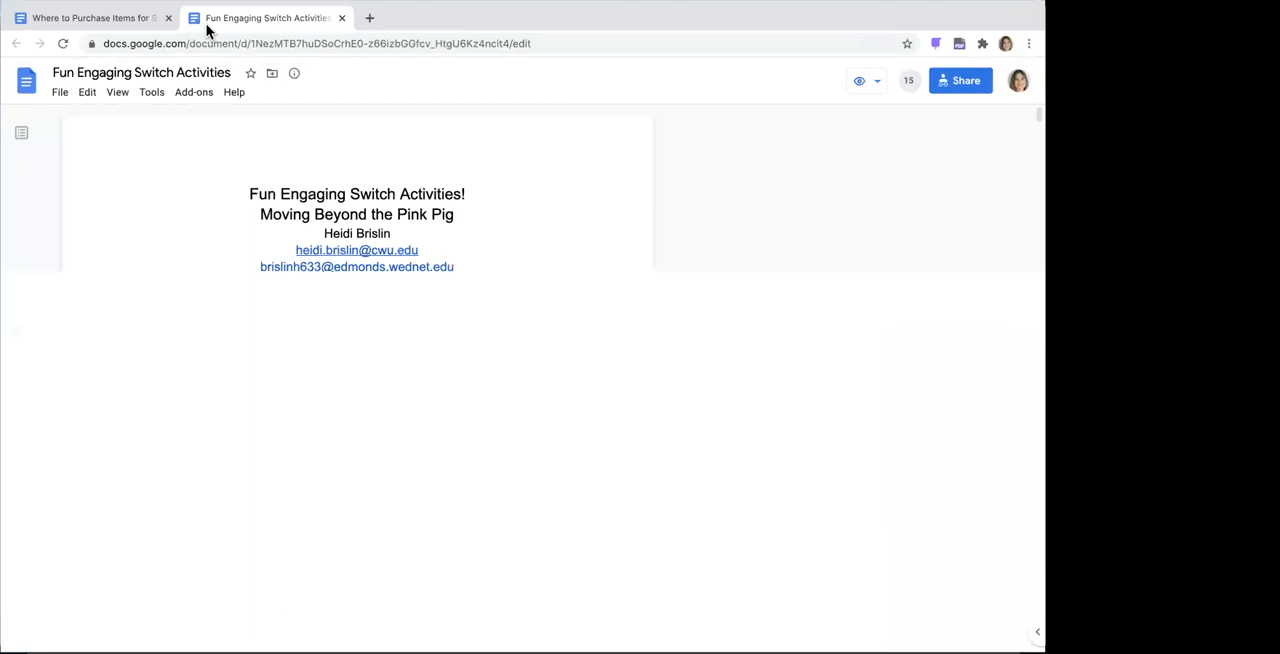 Where to Purchase Items for S
Fun Engaging Switch Activities
docs.google.com/document/d/1NezMTB7huDSoCrhE0-z66izbGGfcv_HtgU6Kz4ncit4/edit
Fun Engaging Switch Activities
15
Share
File Edit View Tools Add-ons Help
Fun Engaging Switch Activities!
Moving Beyond the Pink Pig
Heidi Brislin
heidi.brislin@cwu.edu
brislinh633@edmonds.wednet.edu